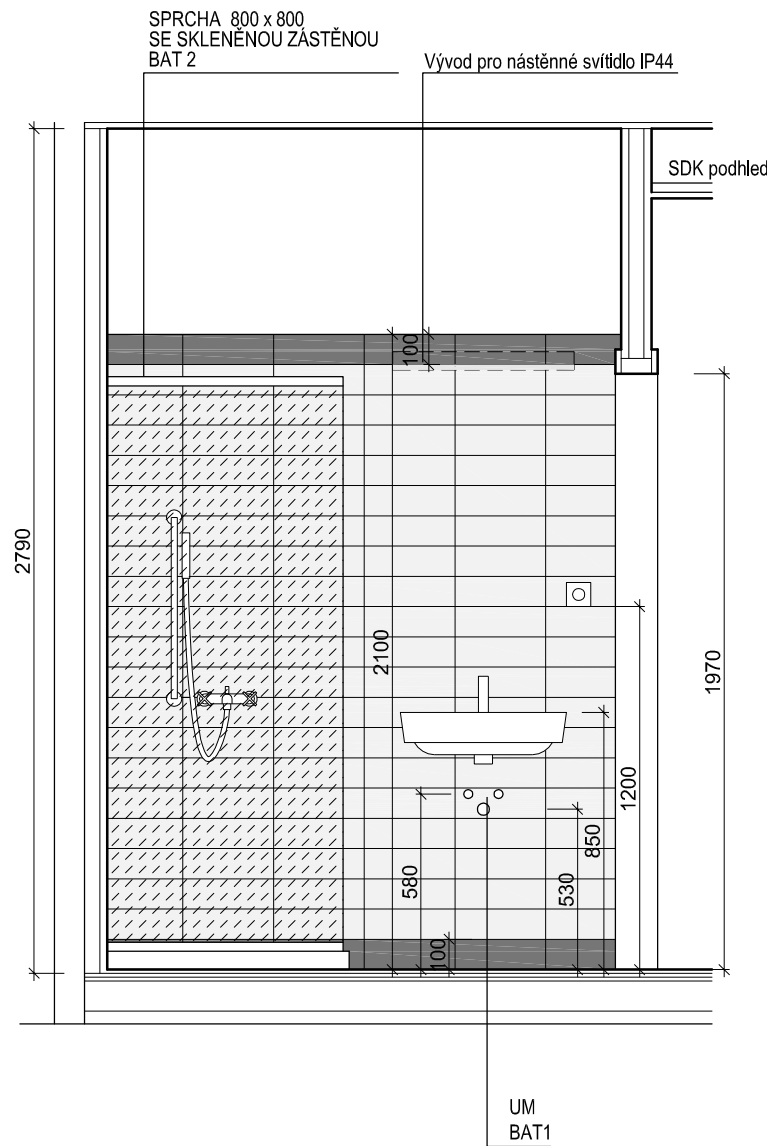 SPRCHA 800 x 800
SE SKLENĚNOU ZÁSTĚNOU
BAT 2
Vývod pro nástěnné svítidlo IP44
SDK podhled
100
2790
2100
1970
1200
850
580
530
100
UM
BAT1